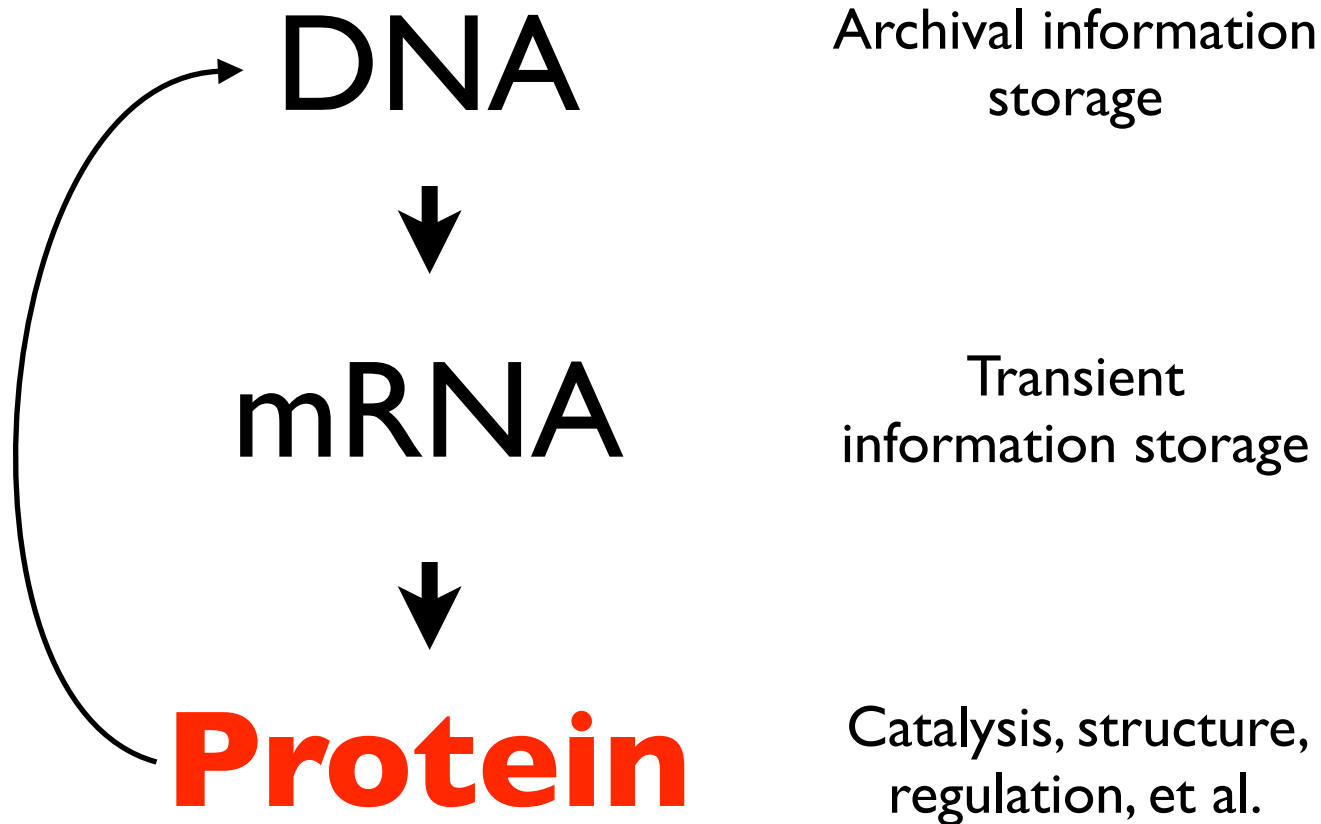 DNA
Archival information
storage
mRNA
Transient
information storage
Protein
Catalysis, structure,
regulation, et al.